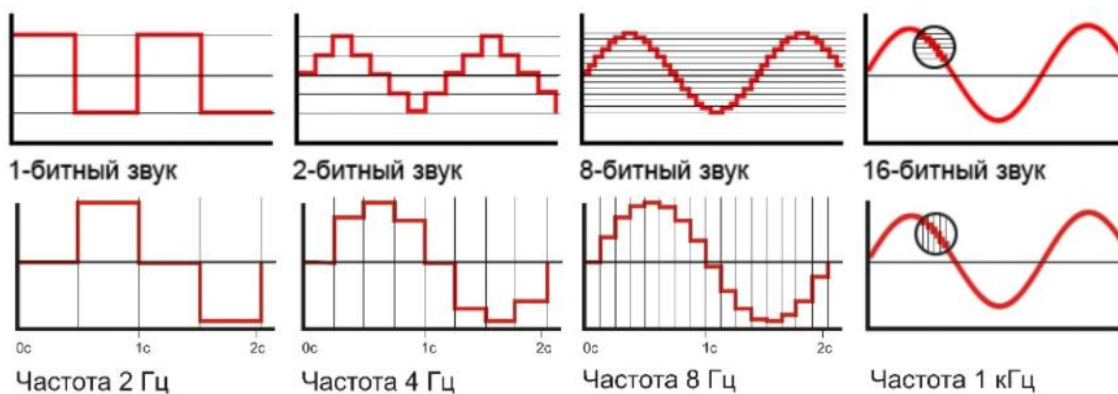 1-битный звук 2-битный звук 8-битный звук 16-битный звук
0с 1с 2с 0с 1с 2с 0с 1с 2с
Частота 2 Гц Частота 4 Гц Частота 8 Гц Частота 1 кГц